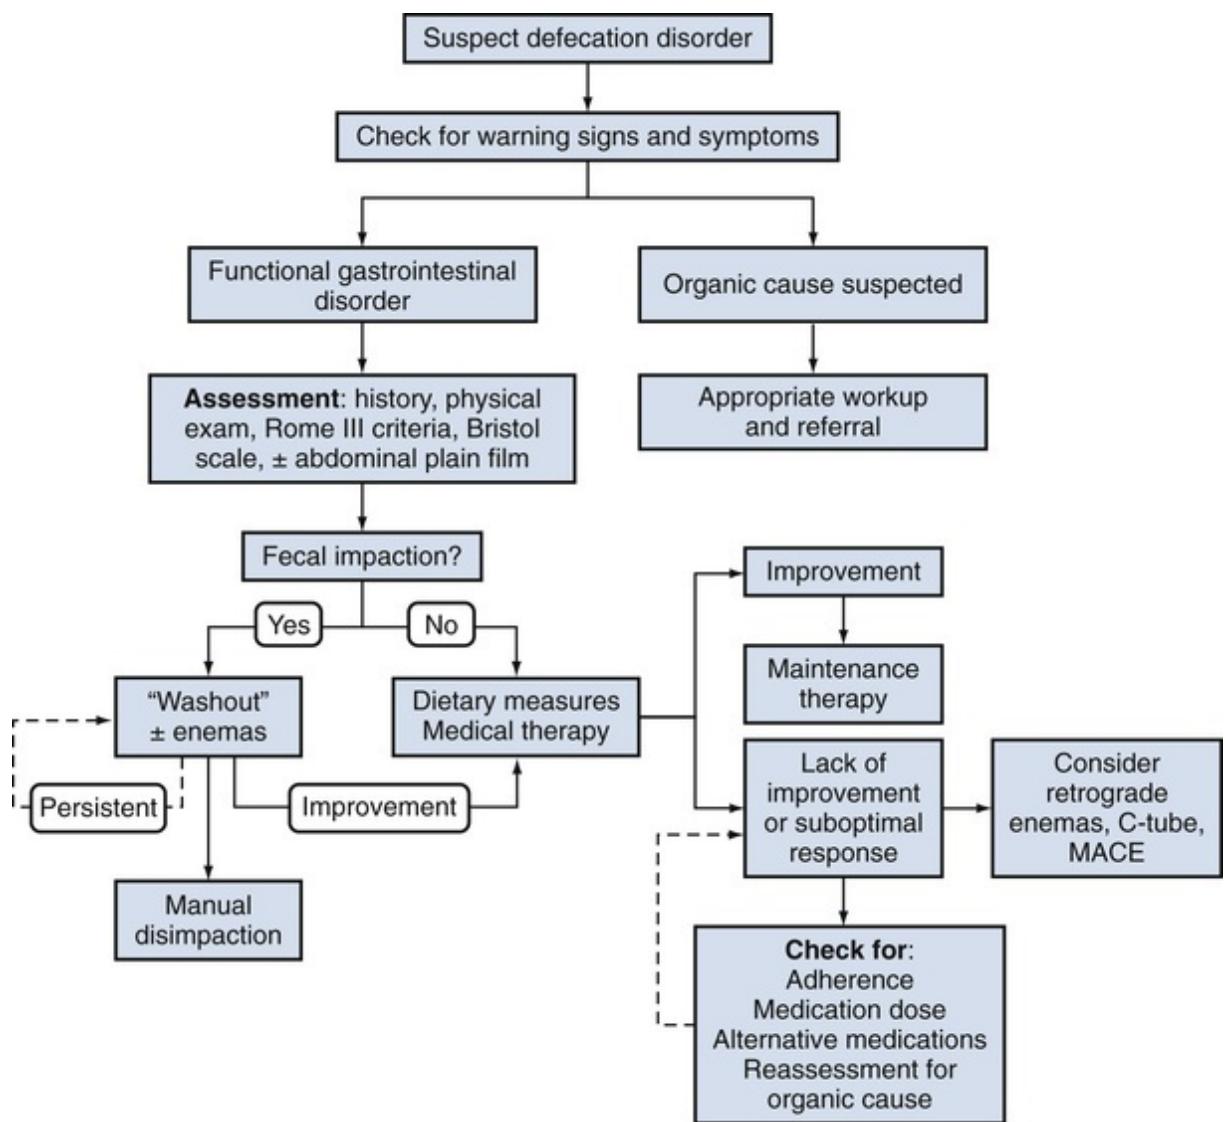 Suspect defecation disorder
Check for warning signs and symptoms
Functional gastrointestinal
disorder
Organic cause suspected
Assessment: history, physical
exam, Rome III criteria, Bristol
scale, ± abdominal plain film
Appropriate workup
and referral
Fecal impaction?
Yes
No
“Washout”
± enemas
Persistent
Improvement
Manual
disimpaction
Dietary measures
Medical therapy
Improvement
Maintenance
therapy
Lack of
improvement
or suboptimal
response
Consider
retrograde
enemas, C-tube,
MACE
Check for:
Adherence
Medication dose
Alternative medications
Reassessment for
organic cause